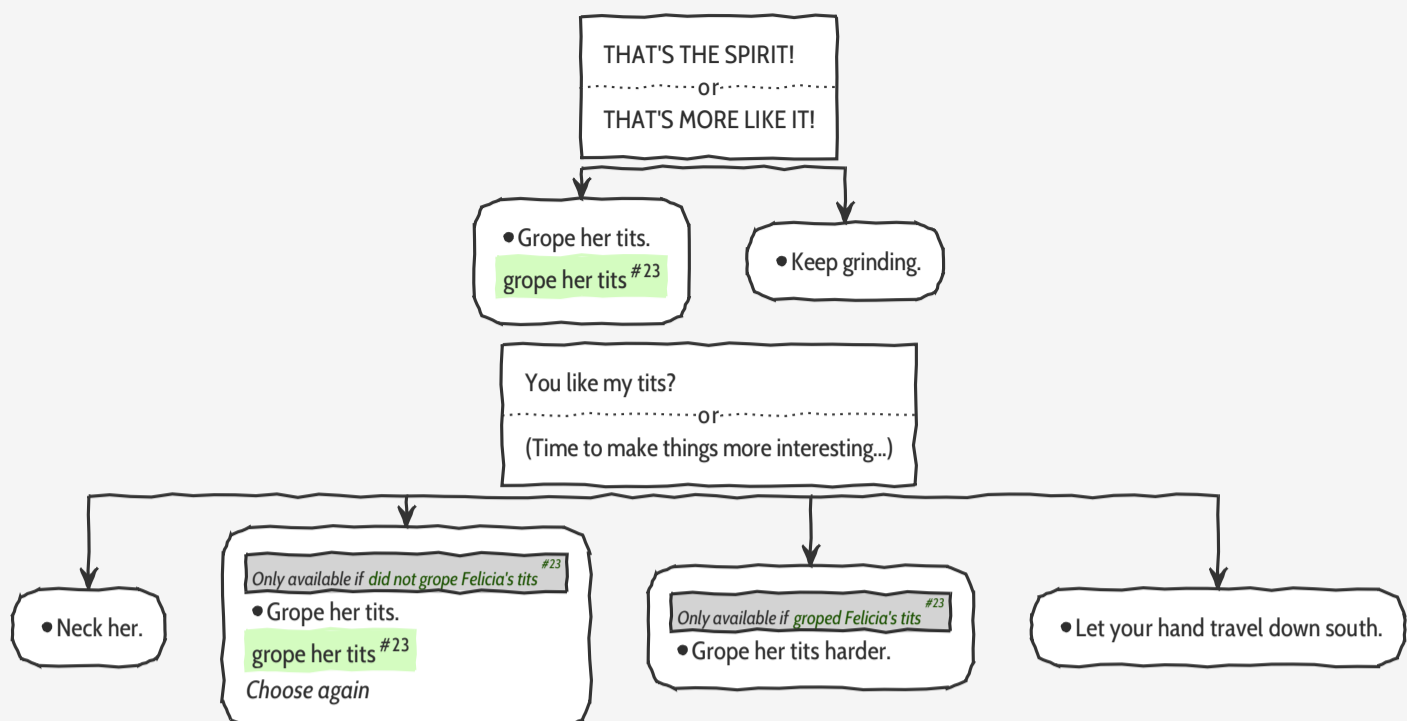 THAT'S THE SPIRIT!
or
THAT'S MORE LIKE IT!
• Grope her tits.
grope her tits #23
• Keep grinding.
You like my tits?
or
(Time to make things more interesting...)
• Neck her.
Only available if did not grope Felicia's tits #23
• Grope her tits.
grope her tits #23
Choose again
Only available if groped Felicia's tits #23
• Grope her tits harder.
• Let your hand travel down south.